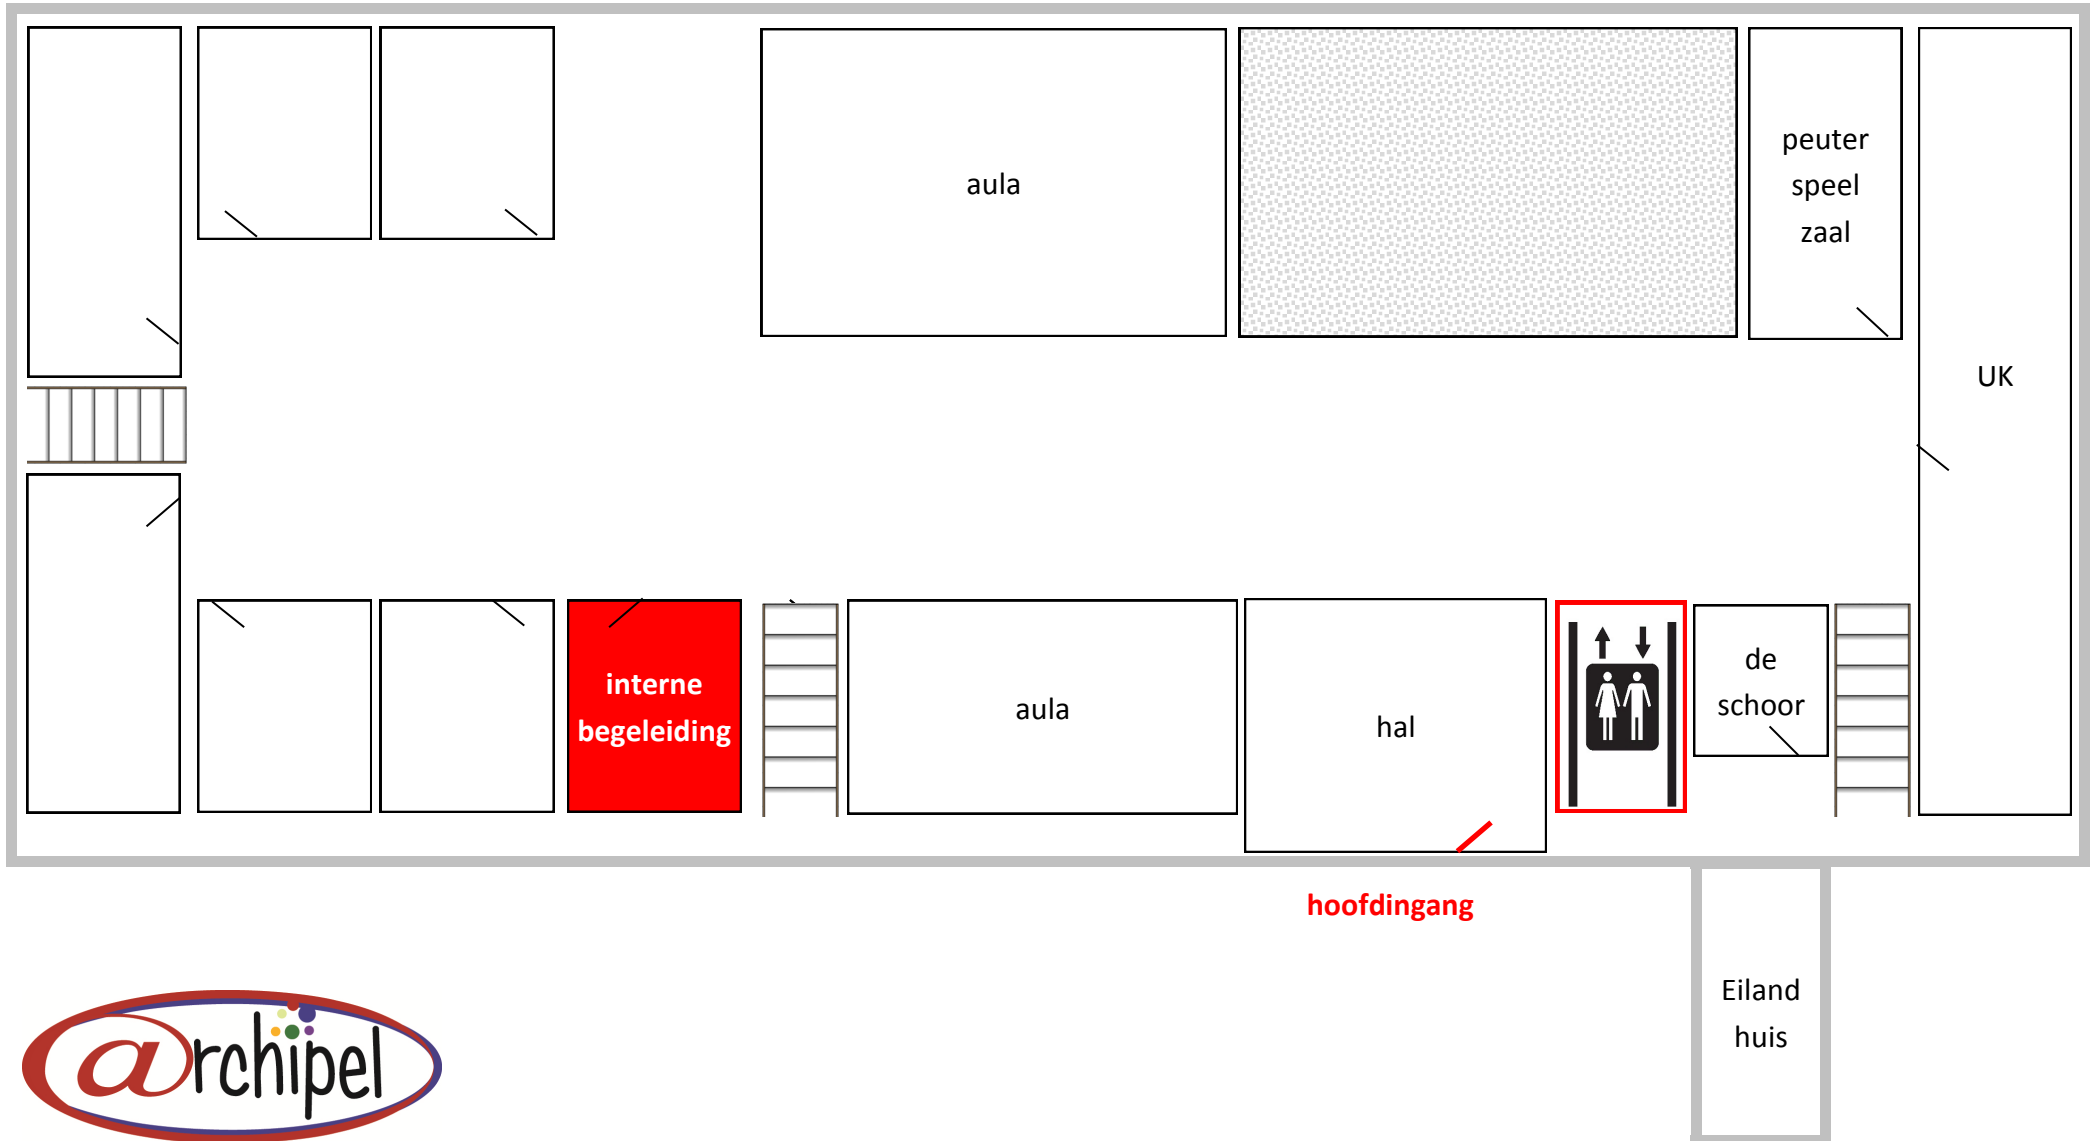 aula
peuter
speel
zaal
UK
interne
begeleiding
aula
hal
de
schoor
hoofdingang
Eiland
huis
@rchipel